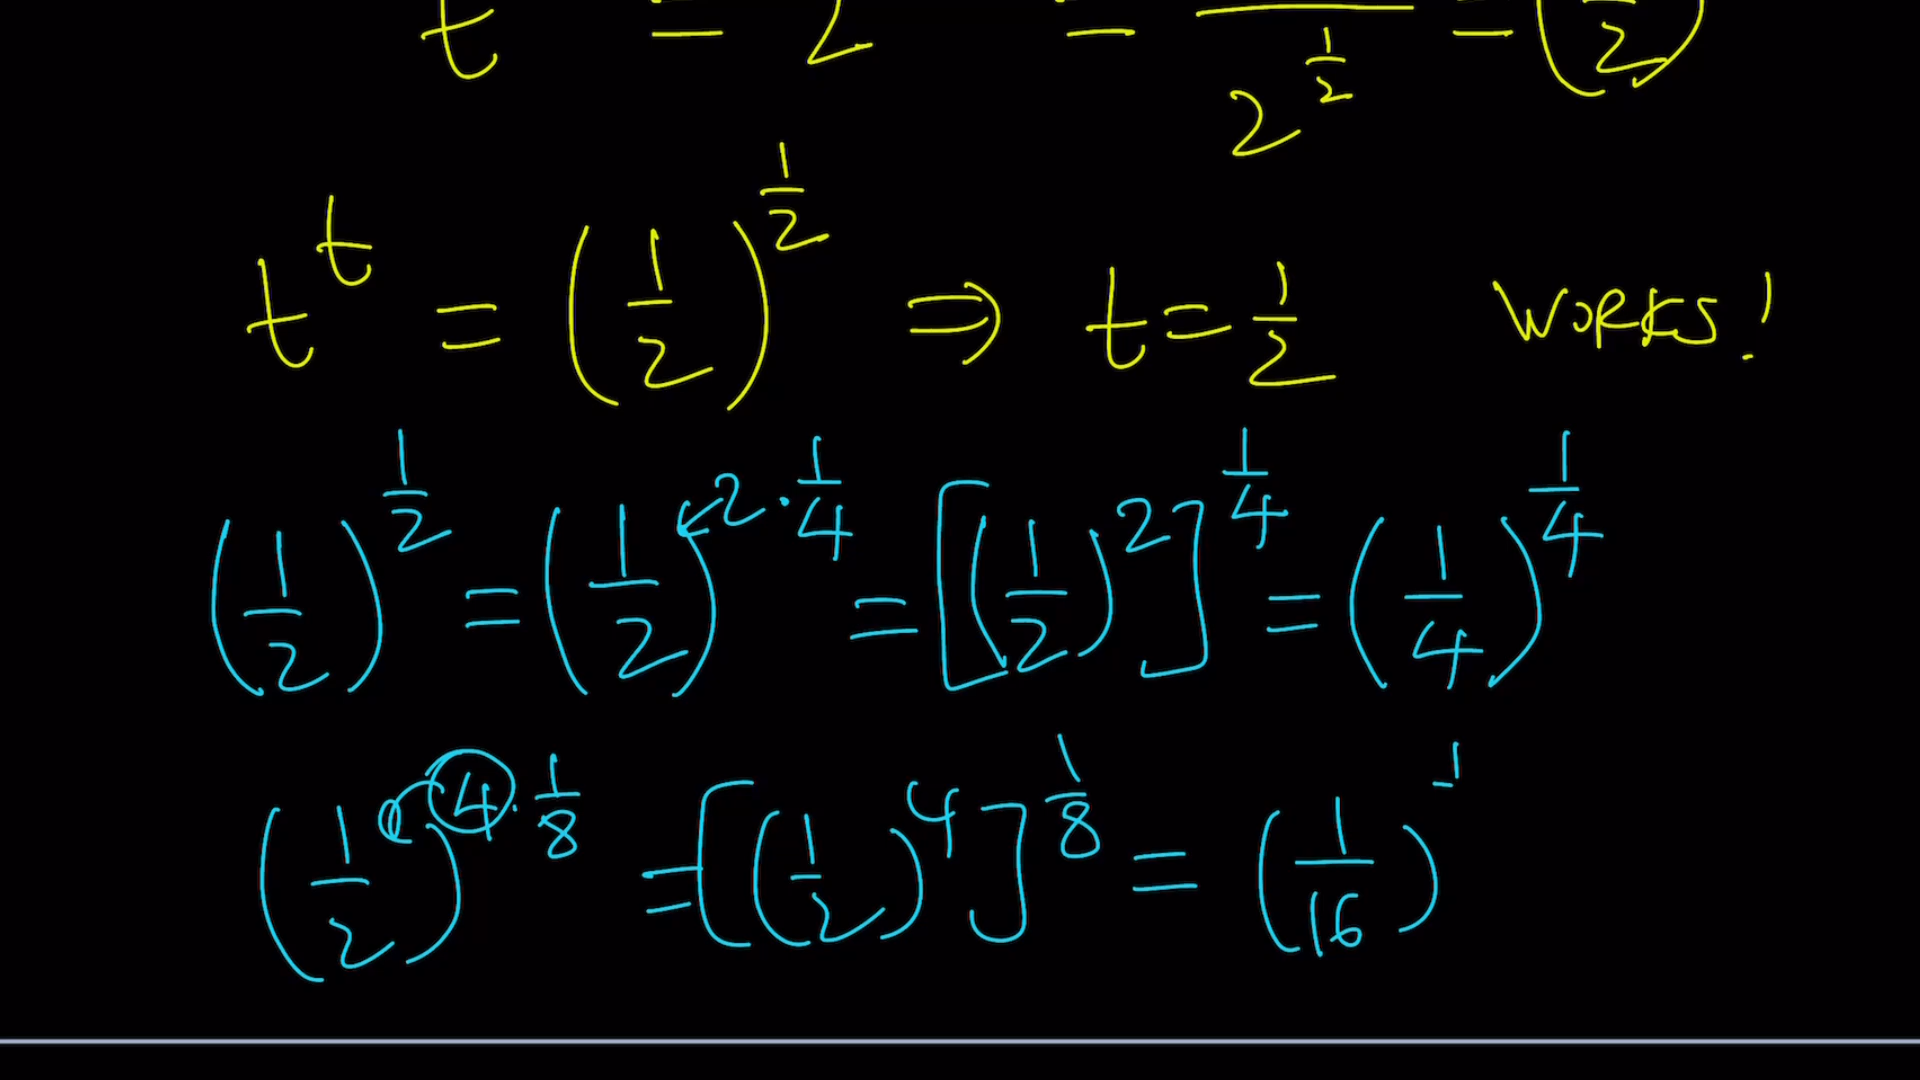 t = 2 = 1/2^(1/2) = (1/2)
t^t = (1/2)^(1/2) ⇒ t = 1/2 WORKS!
(1/2)^(1/2) = (1/2)^(2·1/4) = [(1/2)^2]^(1/4) = (1/4)^(1/4)
(1/2)^(4·1/8) = [(1/2)^4]^(1/8) = (1/16)^1